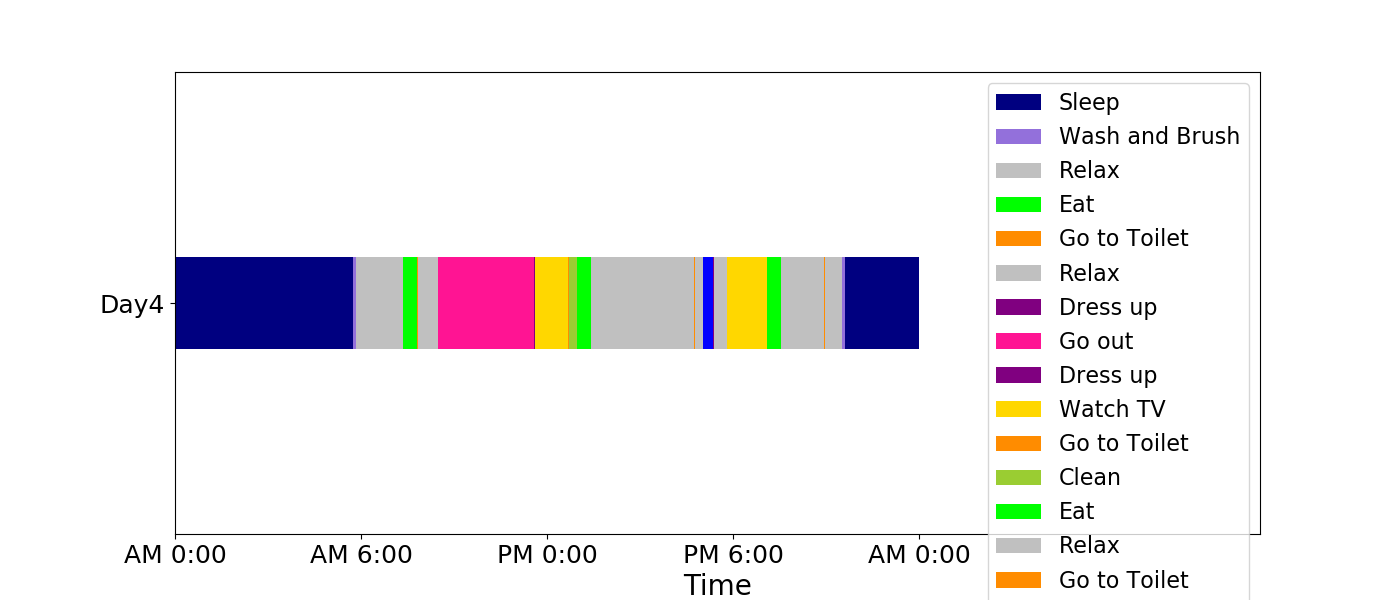 Day4
AM 0:00
AM 6:00
PM 0:00
PM 6:00
AM 0:00
Time
Sleep
Wash and Brush
Relax
Eat
Go to Toilet
Relax
Dress up
Go out
Dress up
Watch TV
Go to Toilet
Clean
Eat
Relax
Go to Toilet